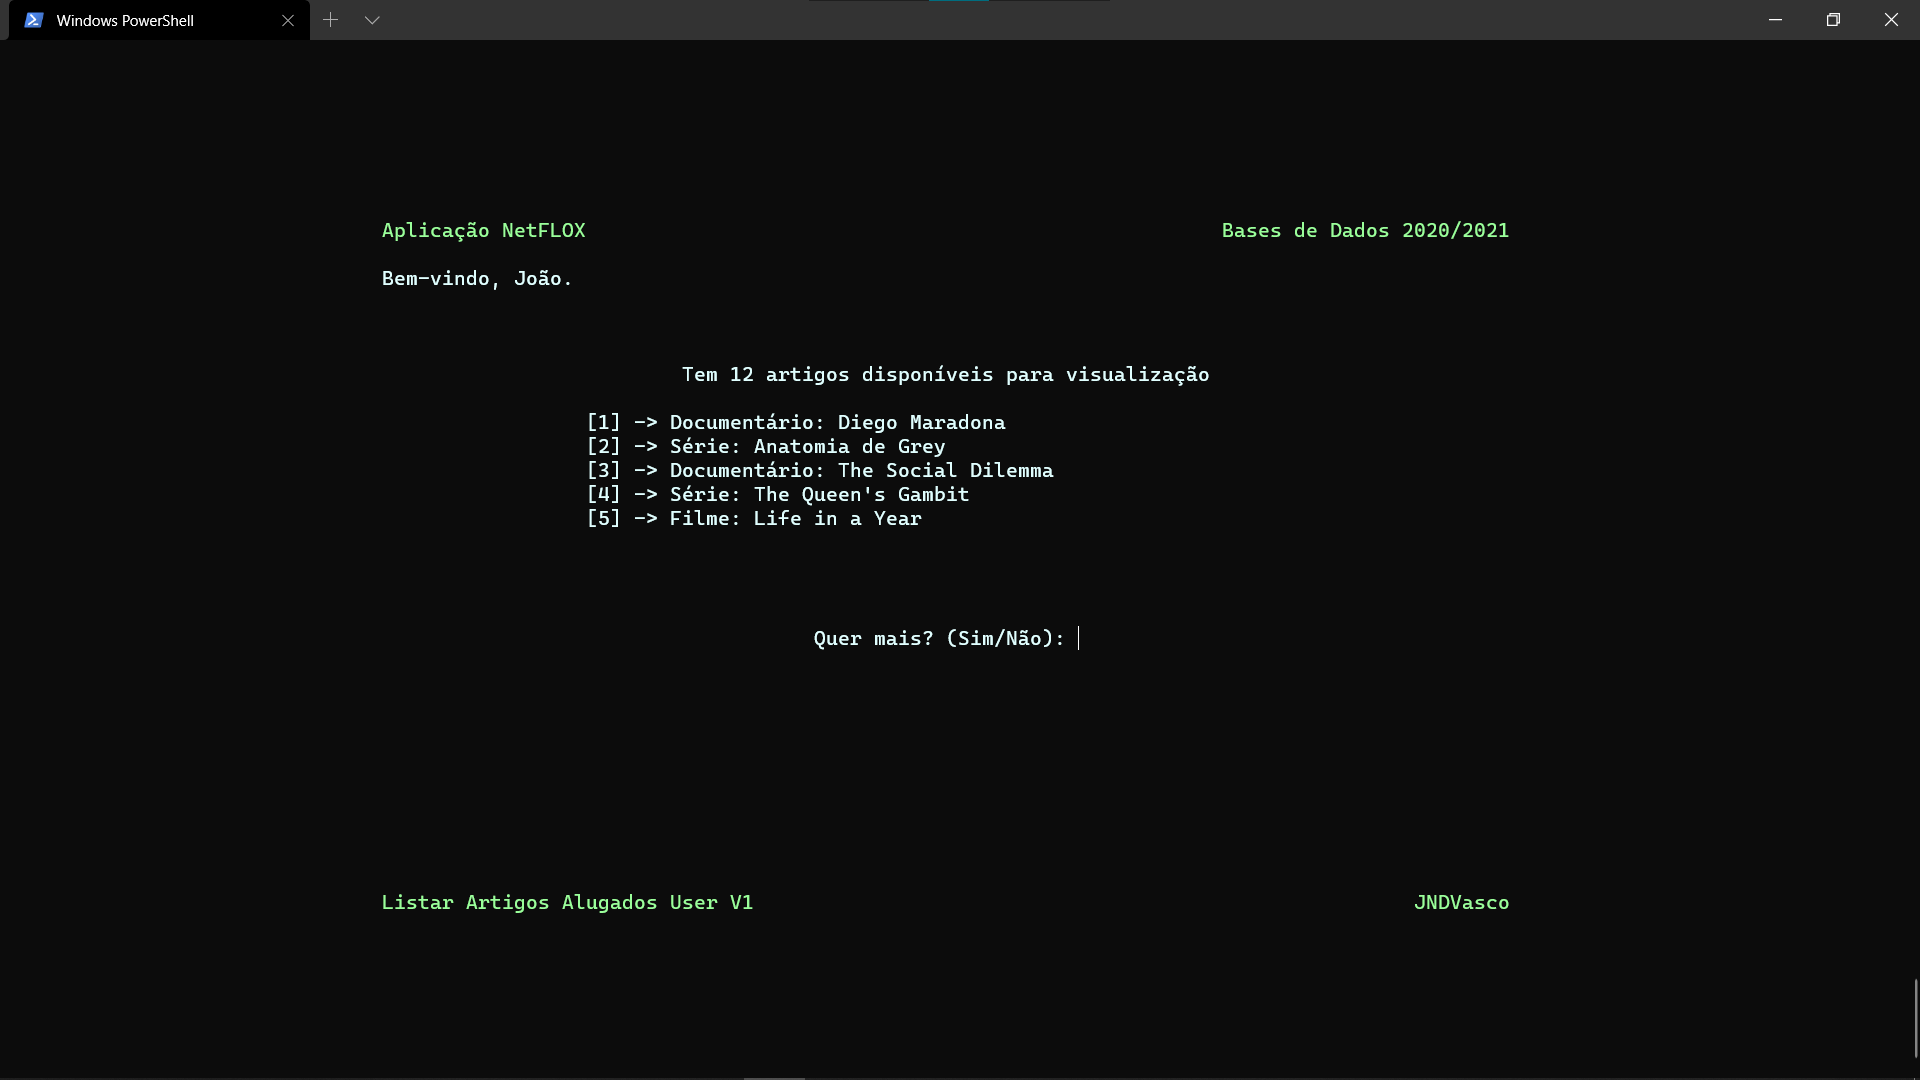 Windows PowerShell
Aplicação NetFLOX Bases de Dados 2020/2021
Bem-vindo, João.
Tem 12 artigos disponíveis para visualização
[1] -> Documentário: Diego Maradona
[2] -> Série: Anatomia de Grey
[3] -> Documentário: The Social Dilemma
[4] -> Série: The Queen's Gambit
[5] -> Filme: Life in a Year
Quer mais? (Sim/Não):
Listar Artigos Alugados User V1 JNDVasco